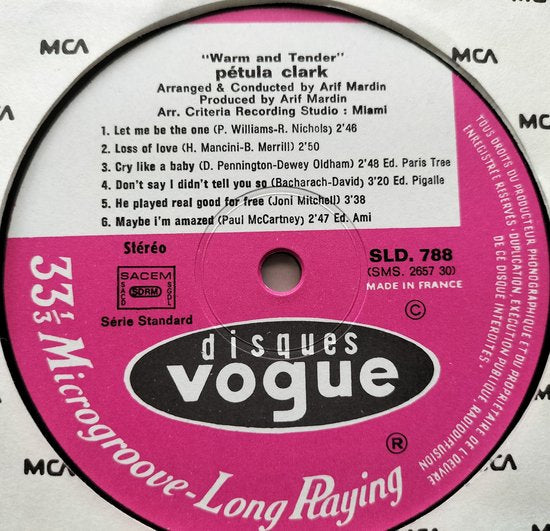 MCA
MCA
MCA
"Warm and Tender"
pétula clark
Arranged & Conducted by Arif Mardin
Produced by Arif Mardin
Arr. Criteria Recording Studio : Miami
1. Let me be the one (P. Williams-R. Nichols) 2'46
2. Loss of love (H. Mancini-B. Merrill) 2'50
3. Cry like a baby (D. Pennington-Dewey Oldham) 2'48 Ed. Paris Tree
4. Don't say I didn't tell you so (Bacharach-David) 3'20 Ed. Pigalle
5. He played real good for free (Joni Mitchell) 3'38
6. Maybe i'm amazed (Paul McCartney) 2'47 Ed. Ami
Stéréo
SACEM
SACD
SDRM
SGDL
Série Standard
SLD. 788
(SMS. 2657 30)
MADE IN FRANCE
©
disques
vogue
®
33 1/3 Microgroove-Long Playing
TOUS DROITS DU PRODUCTEUR PHONOGRAPHIQUE ET DU PROPRIÉTAIRE DE L'OEUVRE
ENREGISTRÉE RÉSERVÉS - DUPLICATION, EXÉCUTION PUBLIQUE, RADIODIFFUSION
DE CE DISQUE INTERDITES.
MCA
MCA